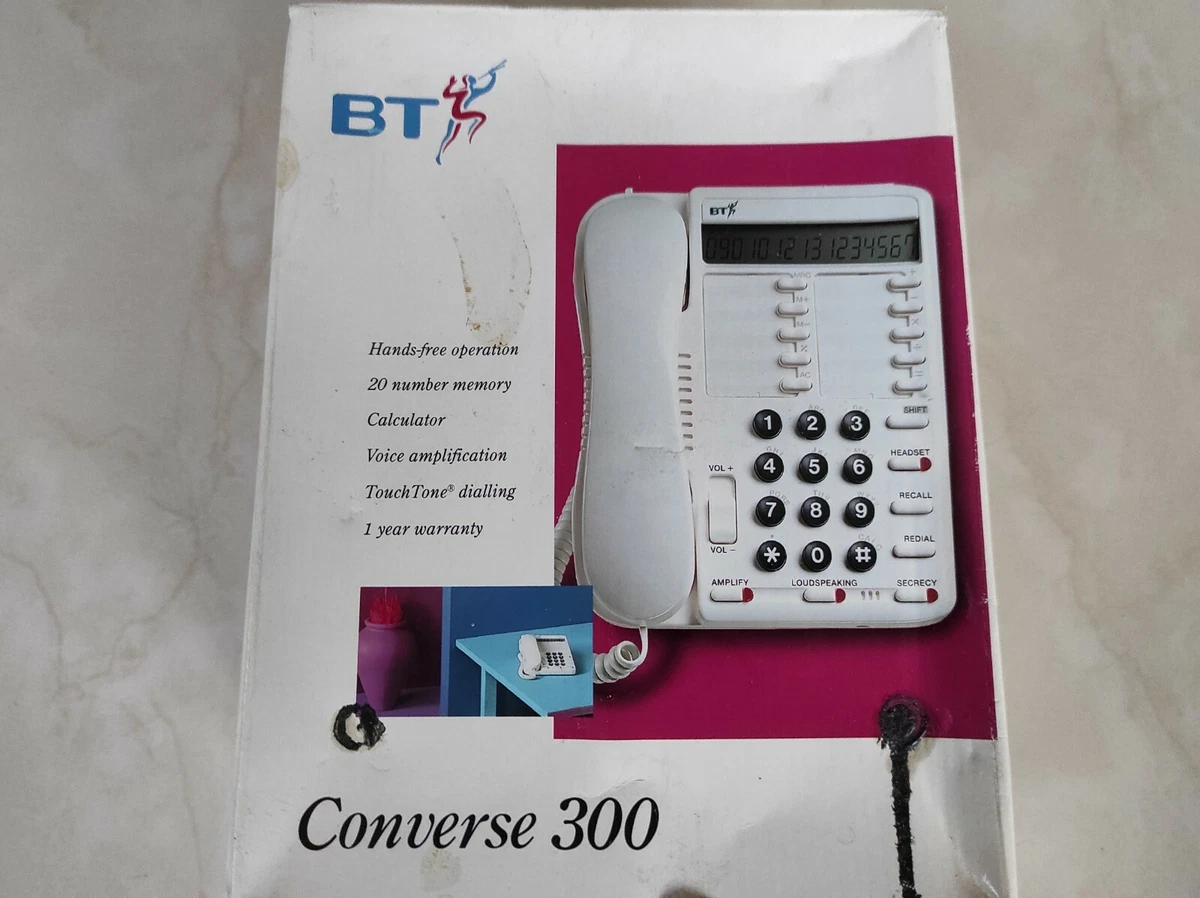 BT
BT
0901012131234567
Hands-free operation
20 number memory
Calculator
Voice amplification
TouchTone® dialling
1 year warranty
MRC
+
M+
-
M-
×
%
÷
AC
=
SHIFT
1 2 3
HEADSET
4 5 6
VOL +
RECALL
7 8 9
VOL -
REDIAL
* 0 #
AMPLIFY LOUDSPEAKING SECRECY
Converse 300